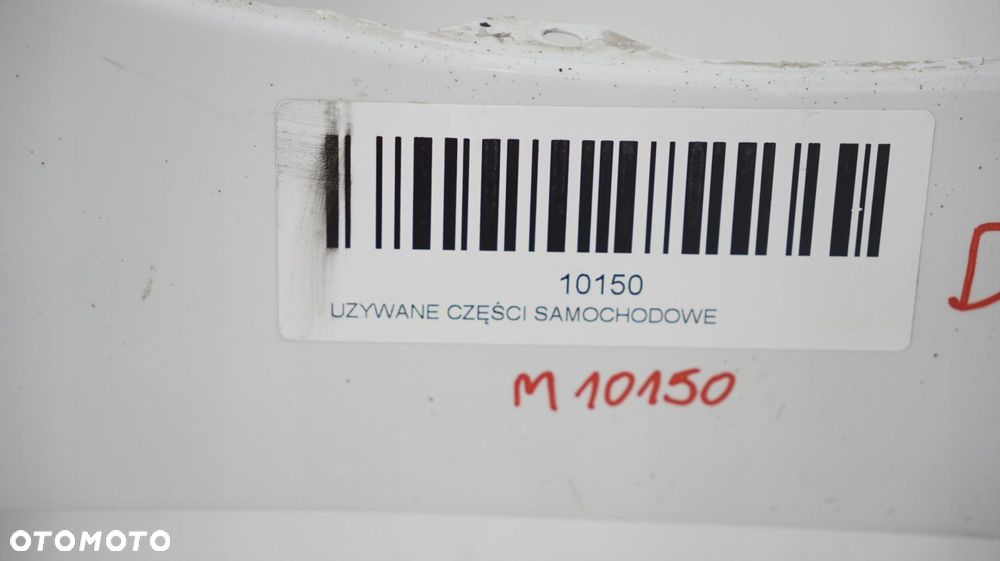 10150
UZYWANE CZĘŚCI SAMOCHODOWE
M 10150
D
OTOMOTO